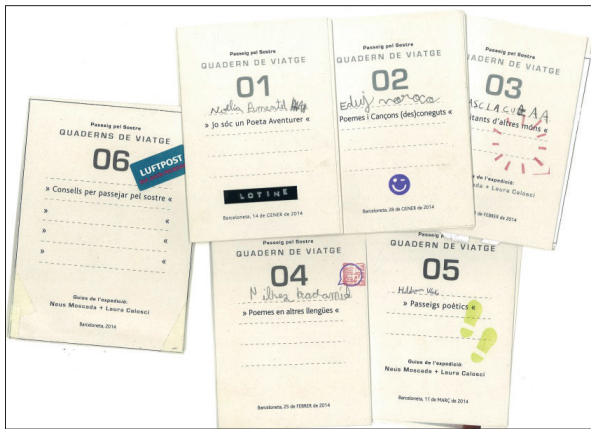 Passeig pel Sostre
QUADERN DE VIATGE
01
» jo sóc un Poeta Aventurer «
LOTINE
Barceloneta, 14 de GENER de 2014
Passeig pel Sostre
QUADERN DE VIATGE
02
Poemes i Cançons (des)coneguts «
Barceloneta, 28 de GENER de 2014
Passeig pel Sostre
QUADERN DE VIATGE
03
itants d'altres móns «
Guies de l'expedició:
Moscada + Laura Calosci
de FEBRER de 2014
Passeig pel Sostre
QUADERNS DE VIATGE
06
LUFTPOST
» Consells per passejar pel sostre «
» «
» «
» «
Guies de l'expedició:
Neus Moscada + Laura Calosci
Barceloneta, 2014
Passeig pel Sostre
QUADERN DE VIATGE
04
» Poemes en altres llengües «
Barceloneta, 25 de FEBRER de 2014
Passeig
QUADERN DE VIATGE
05
» Passeigs poètics «
Guies de l'expedició:
Neus Moscada + Laura Calosci
Barceloneta, 11 de MARÇ de 2014